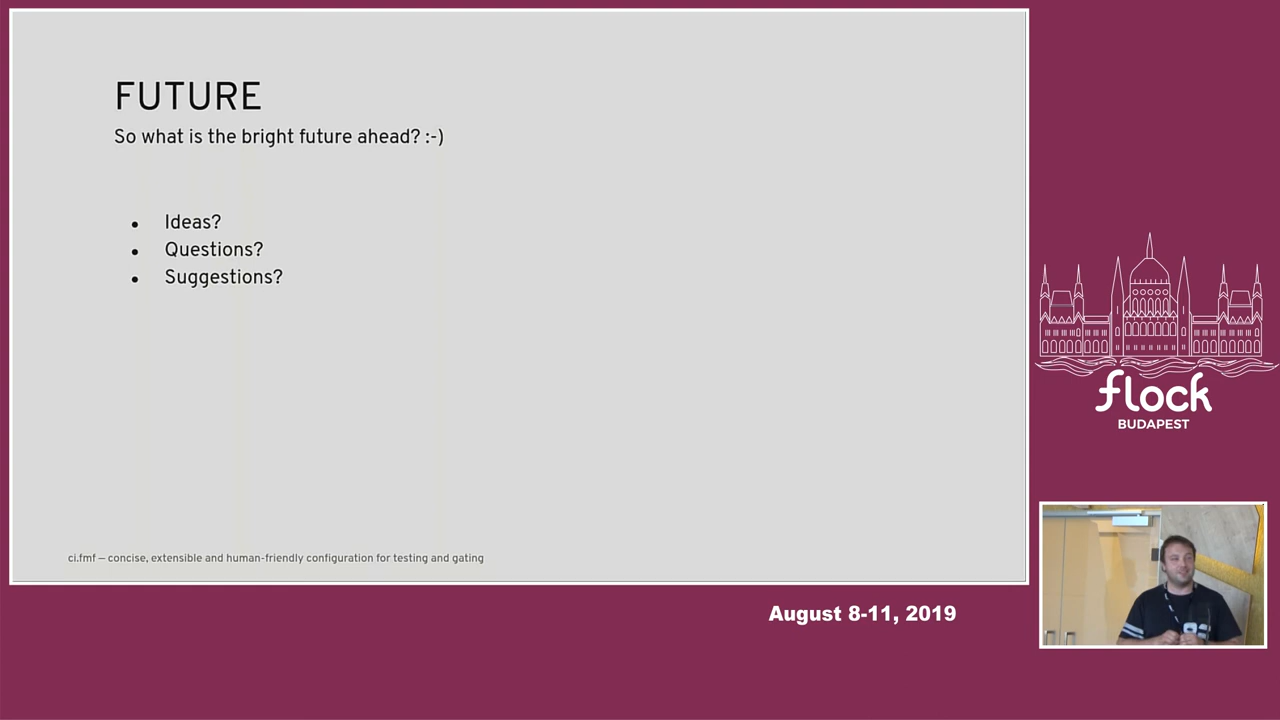 FUTURE
So what is the bright future ahead? :-)
• Ideas?
• Questions?
• Suggestions?
ci.fmf – concise, extensible and human-friendly configuration for testing and gating
flock
BUDAPEST
August 8-11, 2019